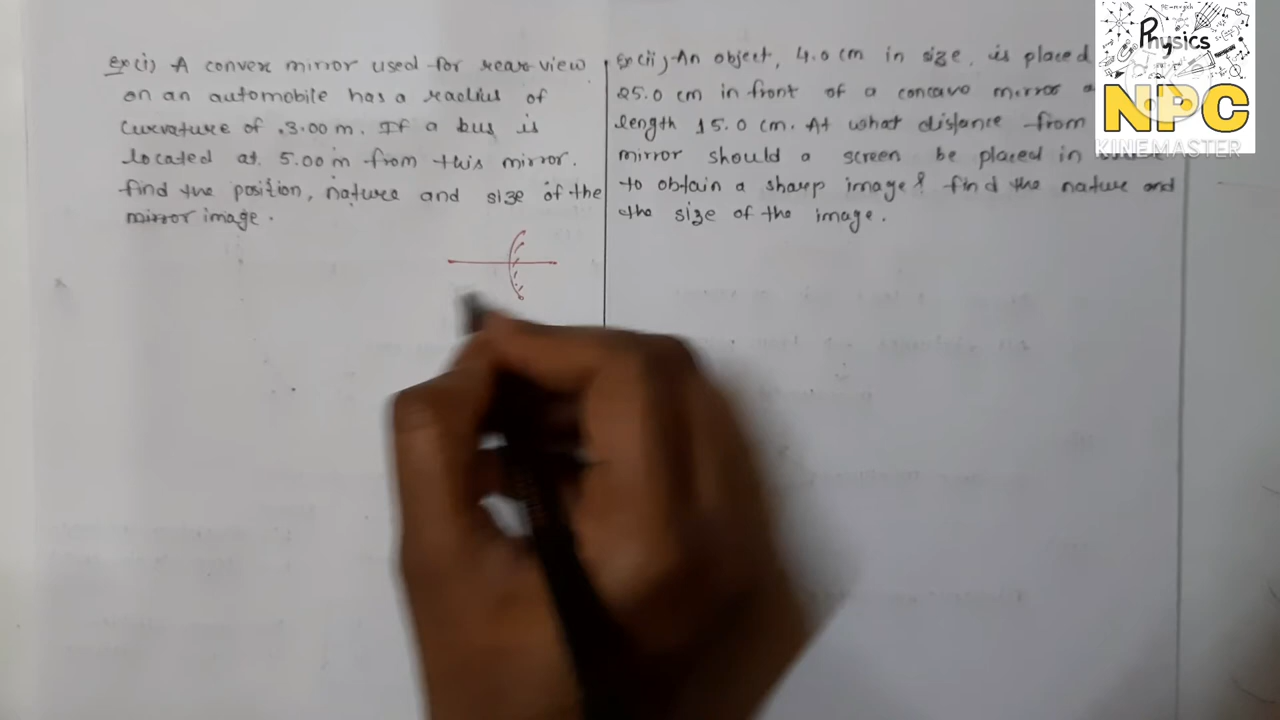 Ex(i) A convex mirror used for rear-view
on an automobile has a radius of
curvature of 3.00 m. If a bus is
located at 5.00 m from this mirror.
find the position, nature and size of the
mirror image.
Ex(ii) An object, 4.0 cm in size, is placed
25.0 cm in front of a concave mirror
length 15.0 cm. At what distance from
mirror should a screen be placed in
to obtain a sharp image? find the nature and
the size of the image.
Physics
NPC
KINEMASTER